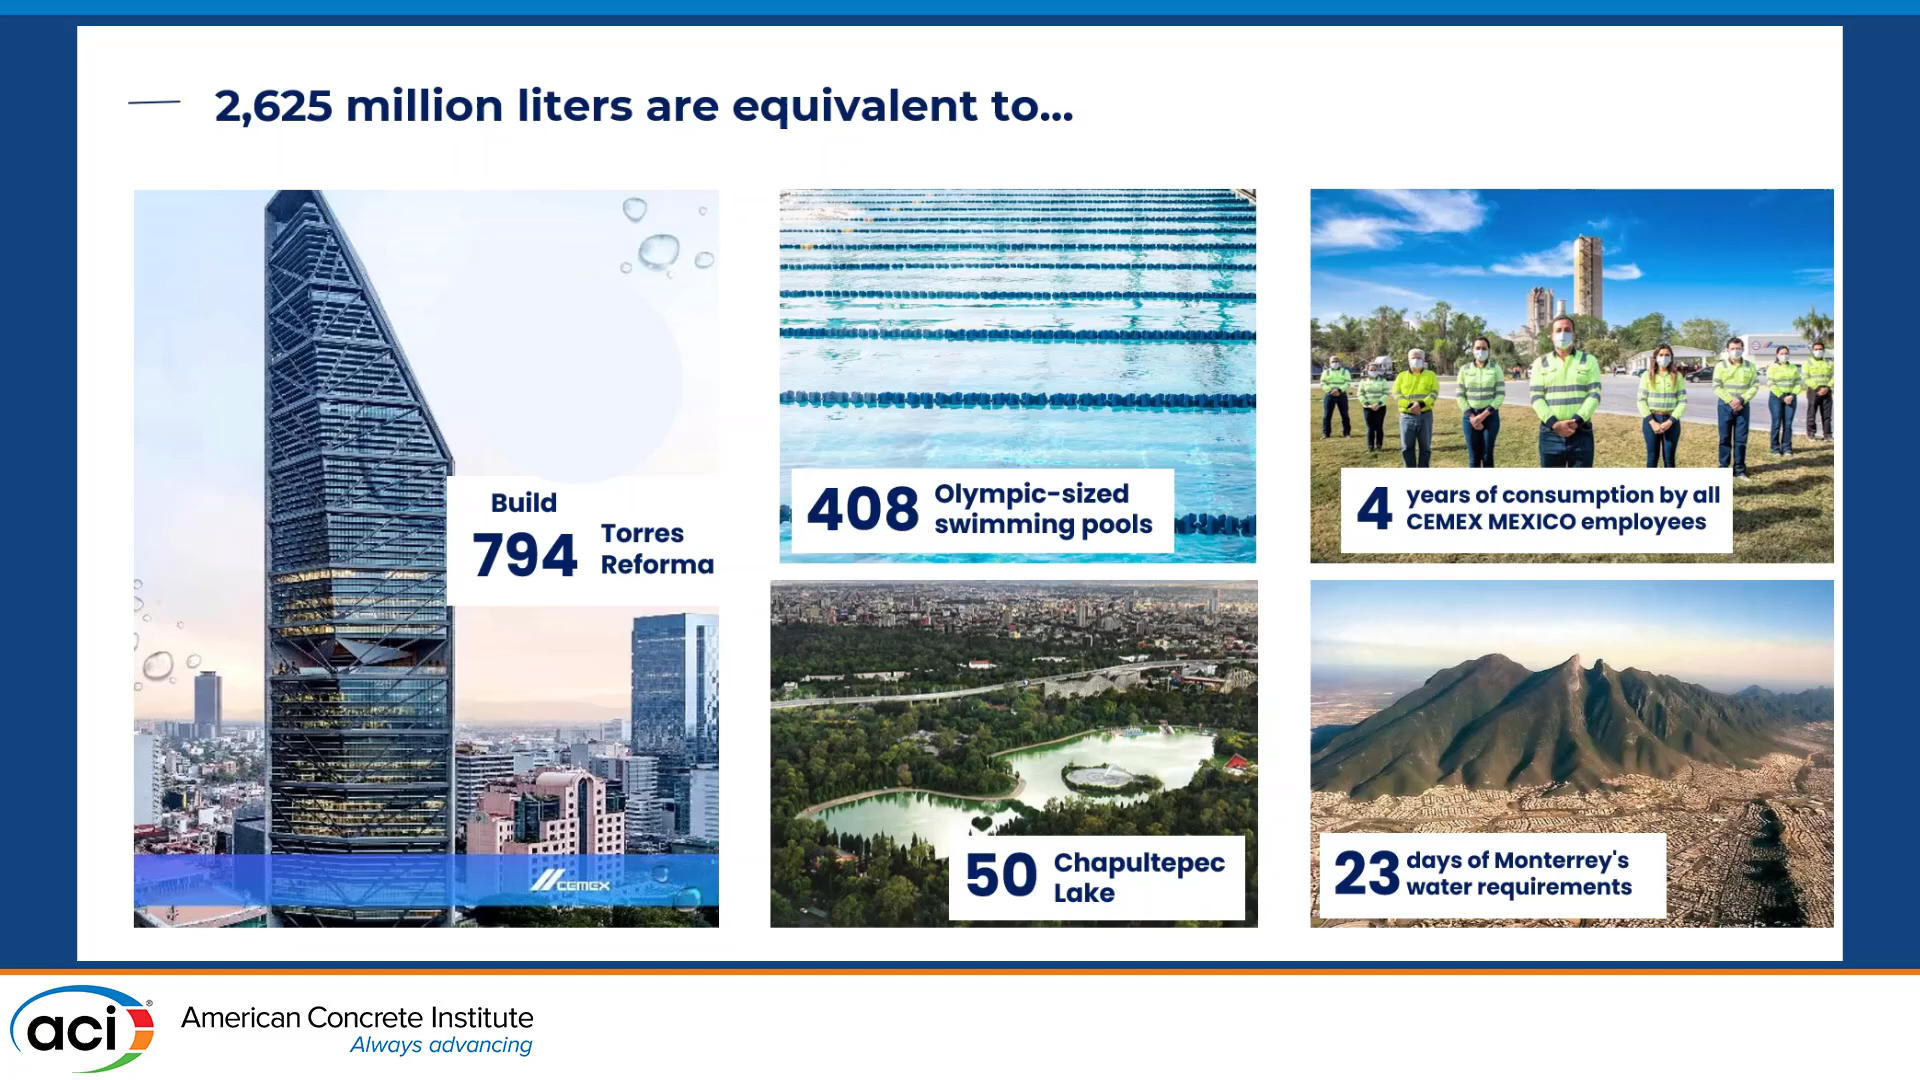 2,625 million liters are equivalent to...
Build
794
Torres
Reforma
CEMEX
408
Olympic-sized
swimming pools
4
years of consumption by all
CEMEX MEXICO employees
50
Chapultepec
Lake
23
days of Monterrey's
water requirements
aci®
American Concrete Institute
Always advancing